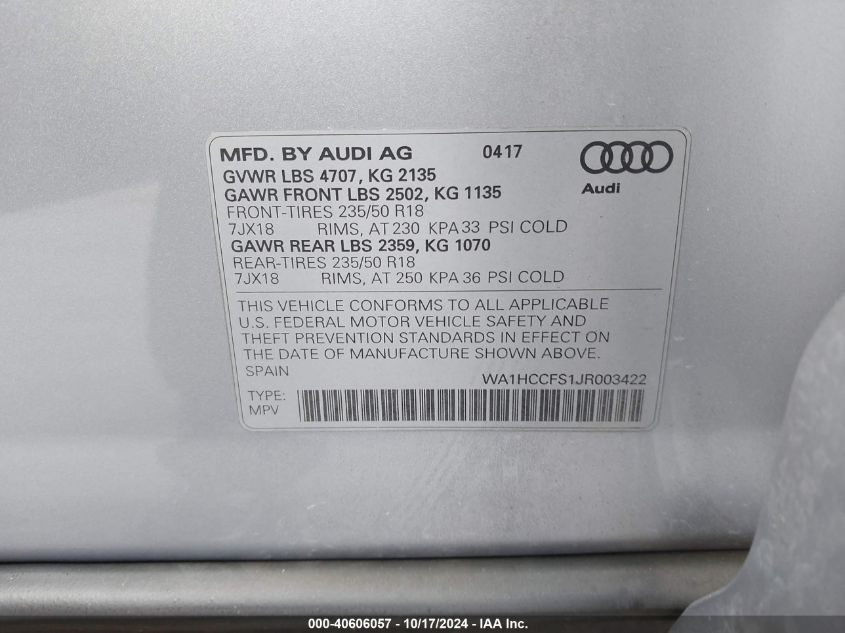 MFD. BY AUDI AG 0417
GVWR LBS 4707, KG 2135
GAWR FRONT LBS 2502, KG 1135
Audi
FRONT-TIRES 235/50 R18
7JX18 RIMS, AT 230 KPA 33 PSI COLD
GAWR REAR LBS 2359, KG 1070
REAR-TIRES 235/50 R18
7JX18 RIMS, AT 250 KPA 36 PSI COLD
THIS VEHICLE CONFORMS TO ALL APPLICABLE
U.S. FEDERAL MOTOR VEHICLE SAFETY AND
THEFT PREVENTION STANDARDS IN EFFECT ON
THE DATE OF MANUFACTURE SHOWN ABOVE.
SPAIN WA1HCCFS1JR003422
TYPE:
MPV
000-40606057 - 10/17/2024 - IAA Inc.